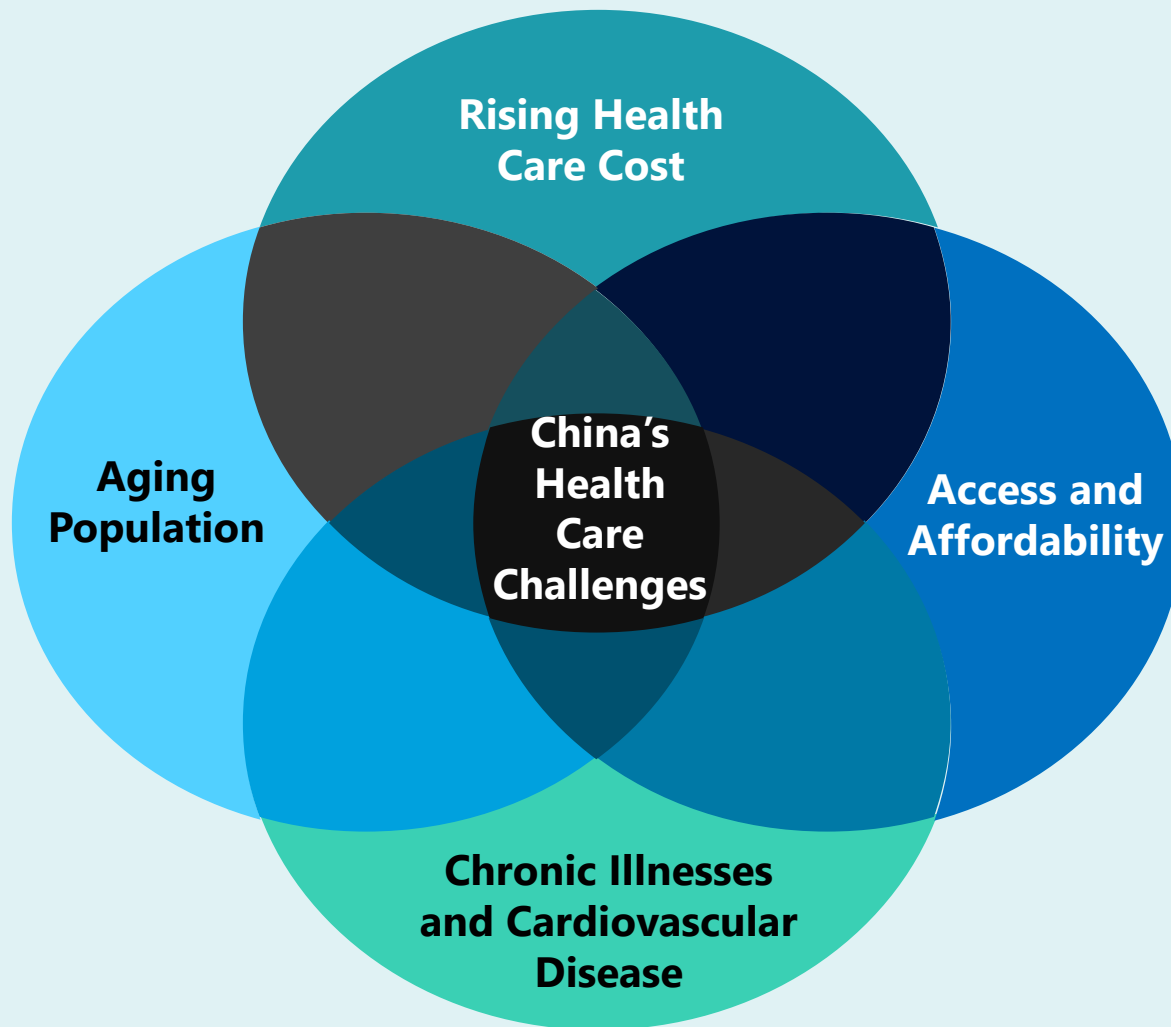 Rising Health
Care Cost
Aging
Population
China’s
Health
Care
Challenges
Access and
Affordability
Chronic Illnesses
and Cardiovascular
Disease